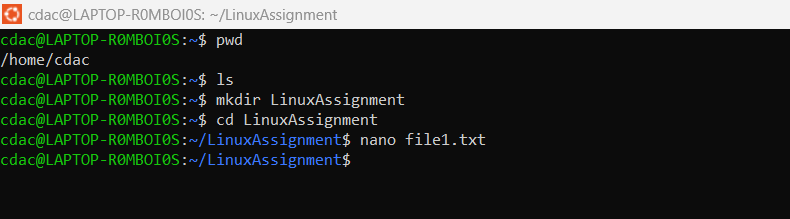 cdac@LAPTOP-R0MBOI0S: ~/LinuxAssignment
cdac@LAPTOP-R0MBOI0S:~$ pwd
/home/cdac
cdac@LAPTOP-R0MBOI0S:~$ ls
cdac@LAPTOP-R0MBOI0S:~$ mkdir LinuxAssignment
cdac@LAPTOP-R0MBOI0S:~$ cd LinuxAssignment
cdac@LAPTOP-R0MBOI0S:~/LinuxAssignment$ nano file1.txt
cdac@LAPTOP-R0MBOI0S:~/LinuxAssignment$